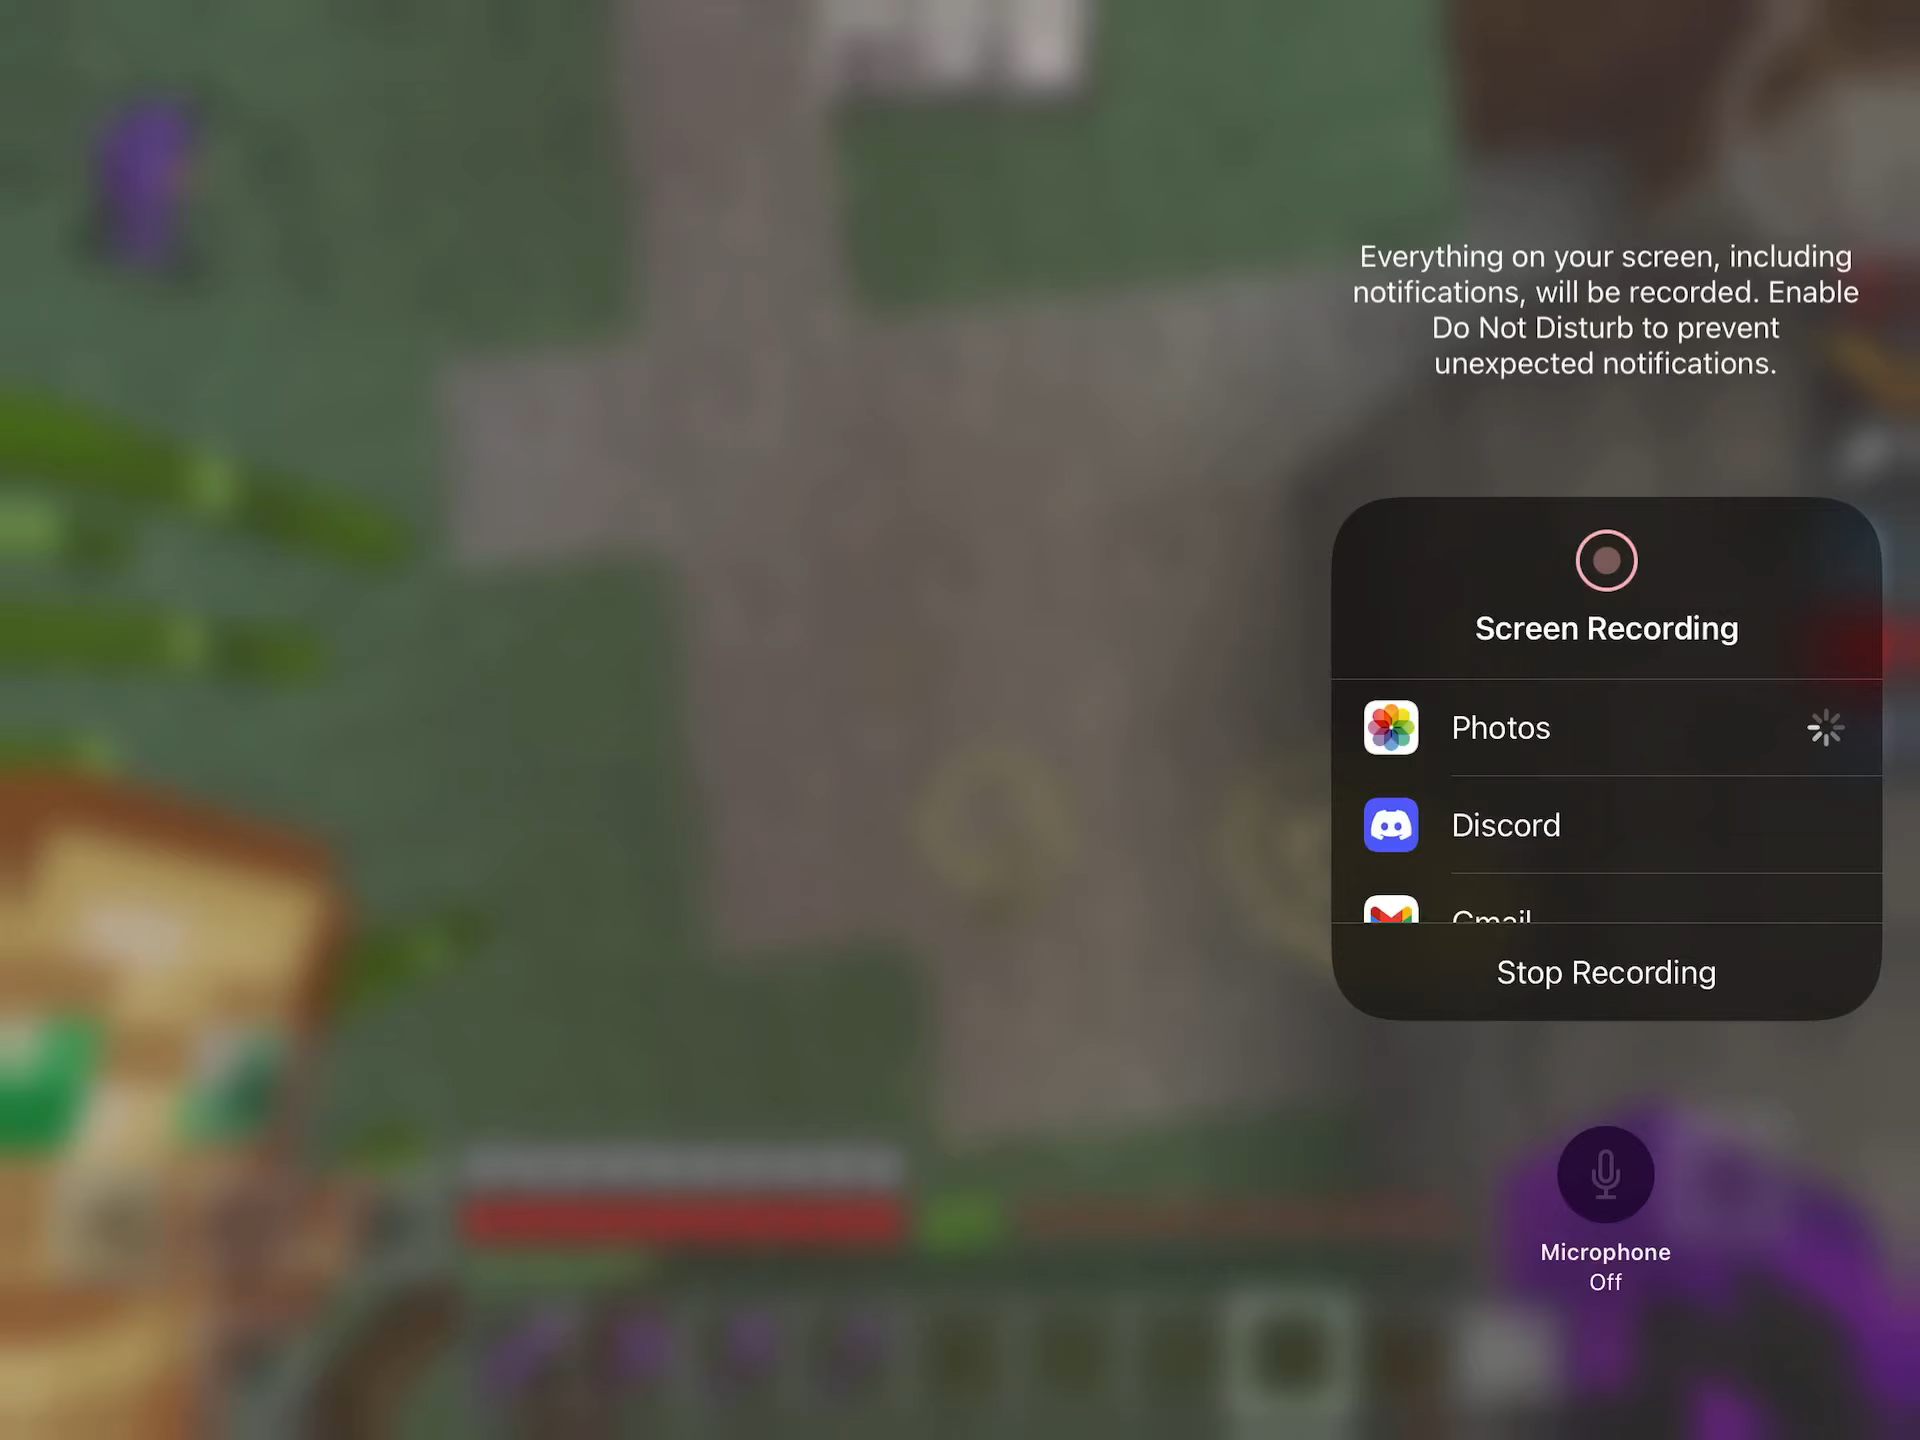 Everything on your screen, including
notifications, will be recorded. Enable
Do Not Disturb to prevent
unexpected notifications.
Screen Recording
Photos
Discord
Gmail
Stop Recording
Microphone
Off